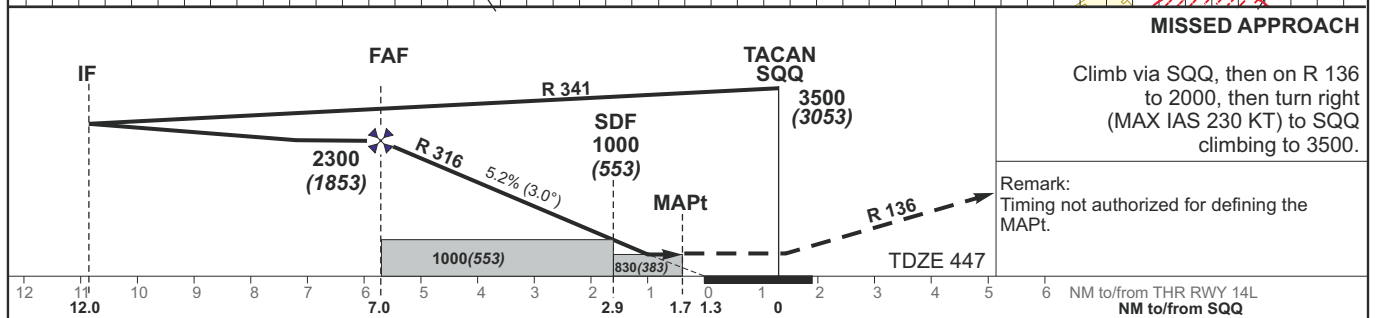 MISSED APPROACH
Climb via SQQ, then on R 136
to 2000, then turn right
(MAX IAS 230 KT) to SQQ
climbing to 3500.
Remark:
Timing not authorized for defining the
MAPt.
IF
FAF
TACAN
SQQ
3500
(3053)
R 341
SDF
1000
(553)
2300
(1853)
R 316
5.2% (3.0°)
MAPt
R 136
1000(553)
830(383)
TDZE 447
12 11 10 9 8 7 6 5 4 3 2 1 0 1 2 3 4 5 6 NM to/from THR RWY 14L
12.0 7.0 2.9 1.7 1.3 0 NM to/from SQQ